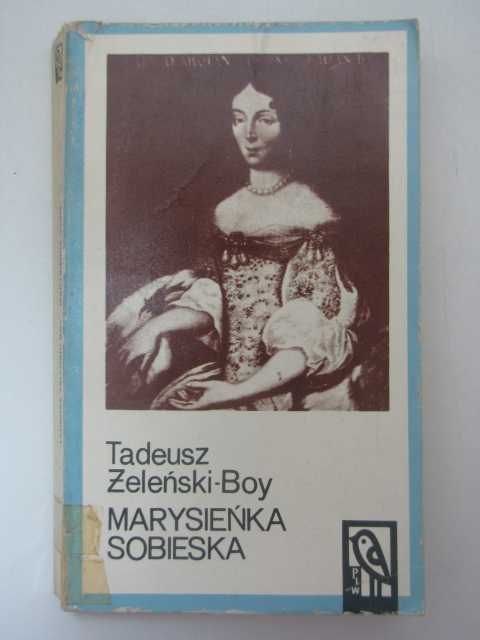 Tadeusz
Żeleński-Boy
MARYSIEŃKA
SOBIESKA
PIW